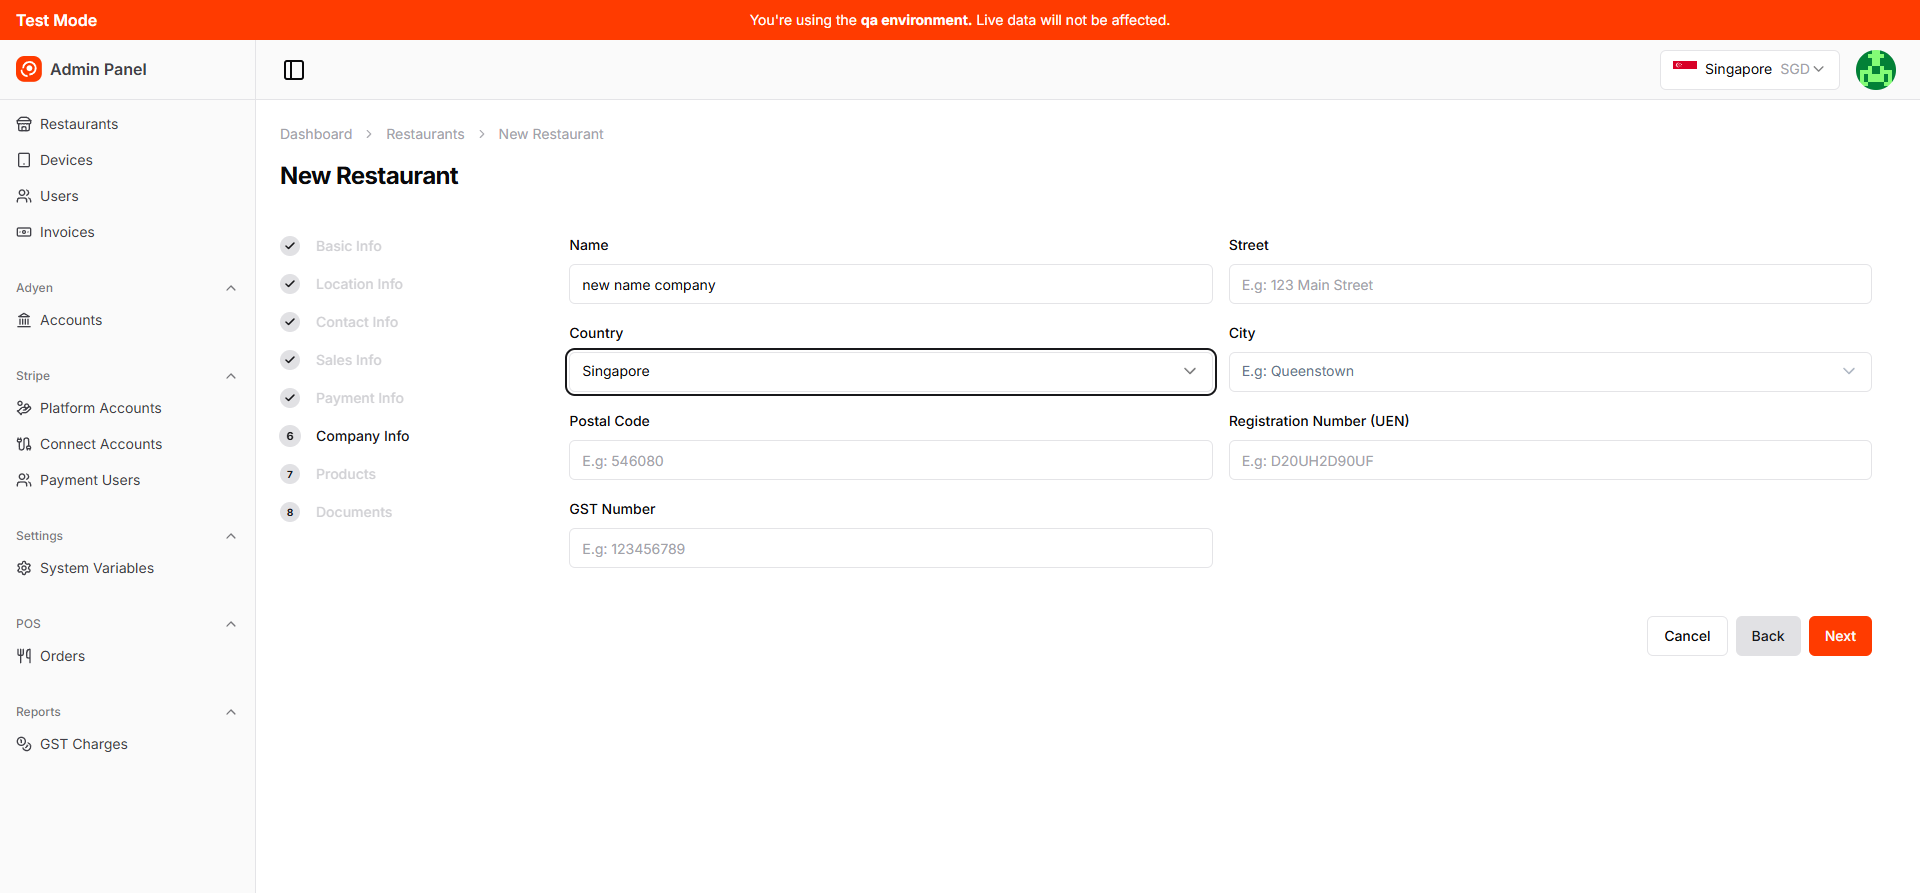 Test Mode
You're using the qa environment. Live data will not be affected.
Admin Panel
Singapore SGD
Restaurants
Devices
Users
Invoices
Adyen
Accounts
Stripe
Platform Accounts
Connect Accounts
Payment Users
Settings
System Variables
POS
Orders
Reports
GST Charges
Dashboard > Restaurants > New Restaurant
New Restaurant
Basic Info
Location Info
Contact Info
Sales Info
Payment Info
6 Company Info
7 Products
8 Documents
Name
new name company
Street
E.g: 123 Main Street
Country
Singapore
City
E.g: Queenstown
Postal Code
E.g: 546080
Registration Number (UEN)
E.g: D20UH2D90UF
GST Number
E.g: 123456789
Cancel
Back
Next